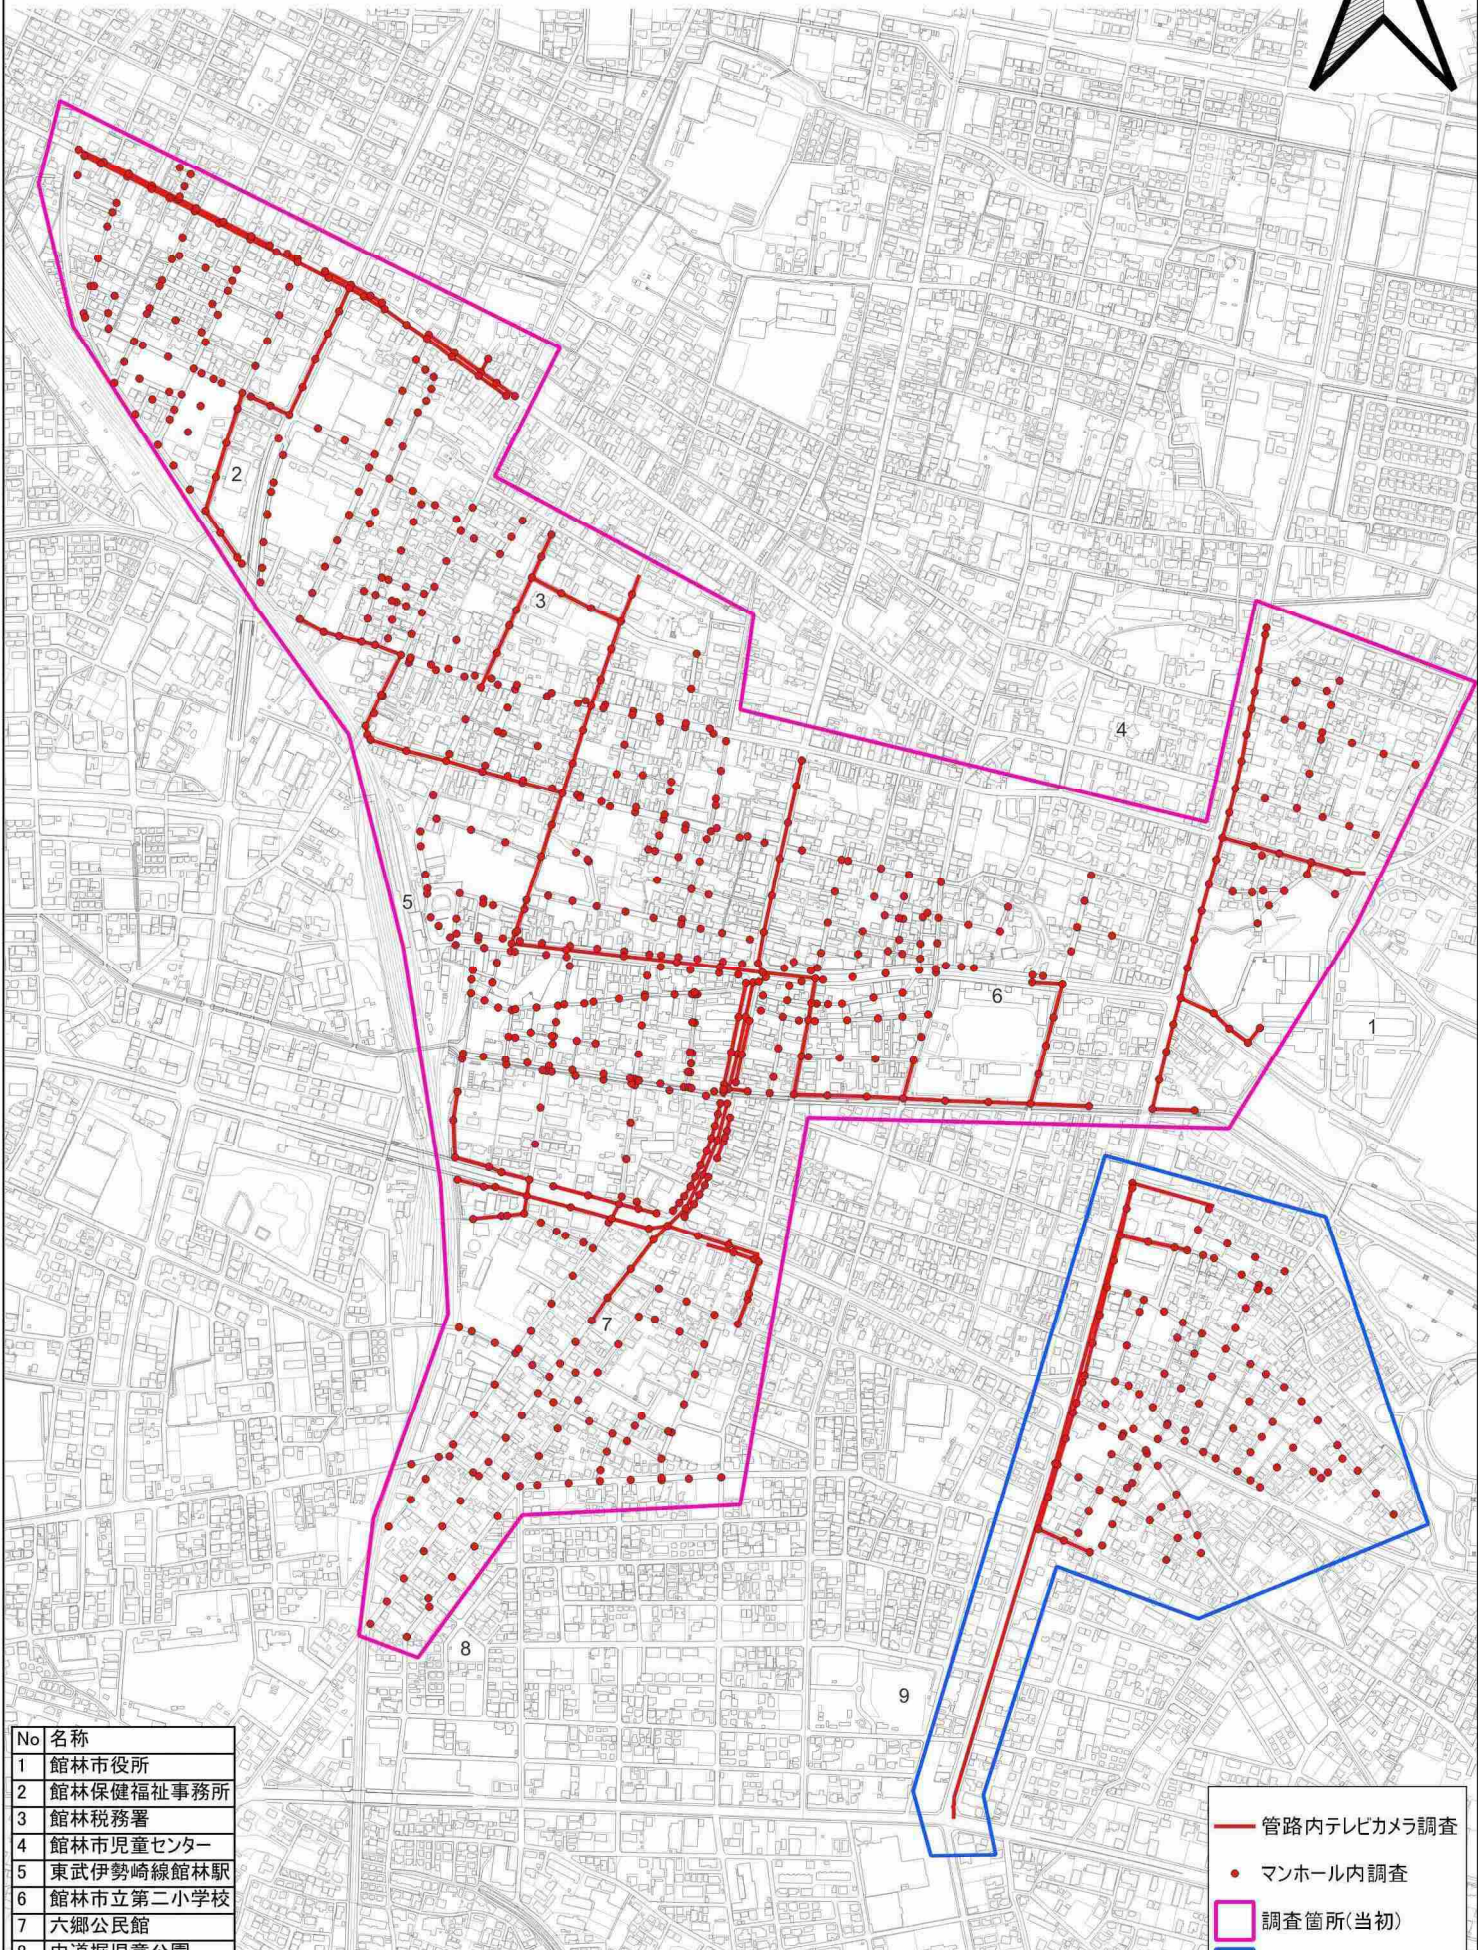 2
3
4
5
6
1
7
8
9
No 名称
1 館林市役所
2 館林保健福祉事務所
3 館林税務署
4 館林市児童センター
5 東武伊勢崎線館林駅
6 館林市立第二小学校
7 六郷公民館
管路内テレビカメラ調査
マンホール内調査
調査箇所(当初)